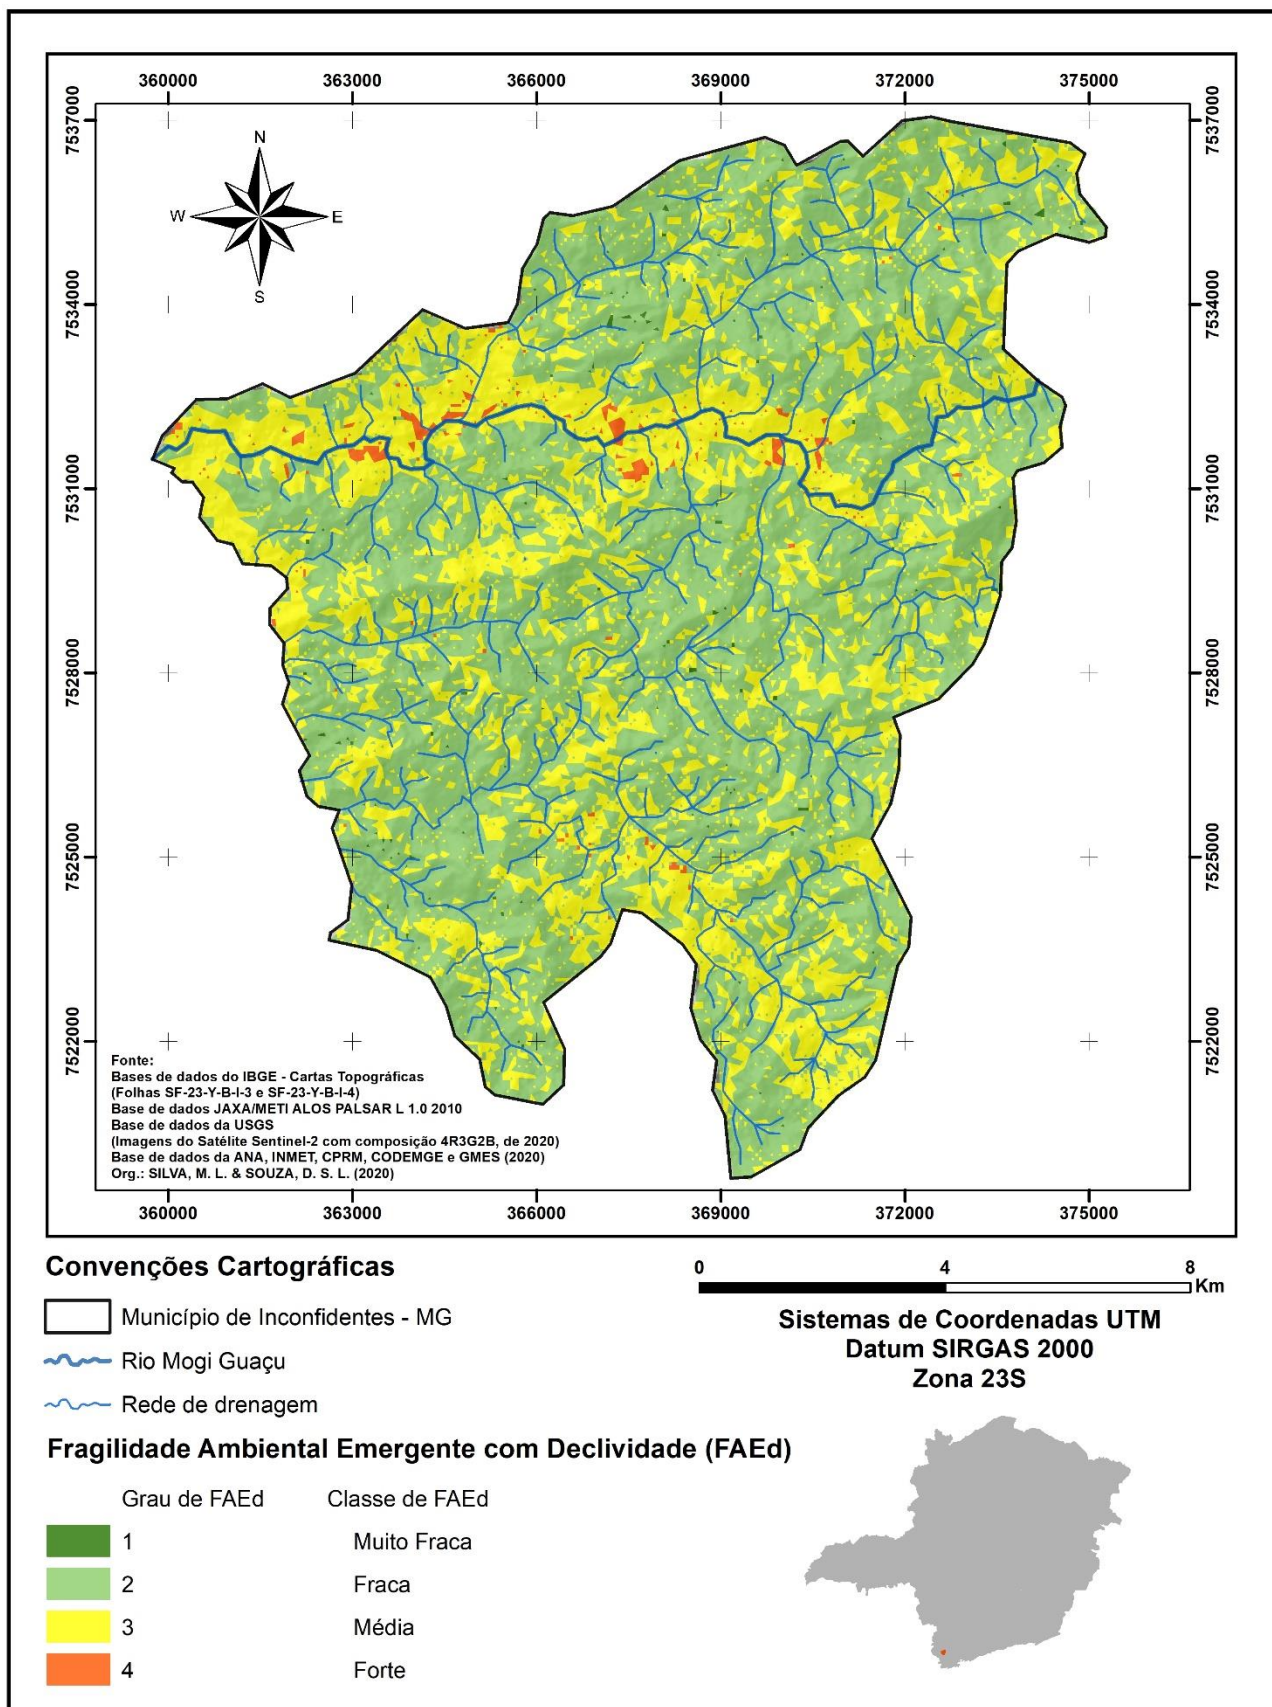 360000 363000 366000 369000 372000 375000
7537000 7537000
N
W E
S
7534000 7534000
7531000 7531000
7528000 7528000
7525000 7525000
7522000 7522000
Fonte:
Bases de dados do IBGE - Cartas Topográficas
(Folhas SF-23-Y-B-I-3 e SF-23-Y-B-I-4)
Base de dados JAXA/METI ALOS PALSAR L 1.0 2010
Base de dados da USGS
(Imagens do Satélite Sentinel-2 com composição 4R3G2B, de 2020)
Base de dados da ANA, INMET, CPRM, CODEMGE e GMES (2020)
Org.: SILVA, M. L. & SOUZA, D. S. L. (2020)
360000 363000 366000 369000 372000 375000
Convenções Cartográficas
Município de Inconfidentes - MG
Rio Mogi Guaçu
Rede de drenagem
0 4 8
Km
Sistemas de Coordenadas UTM
Datum SIRGAS 2000
Zona 23S
Fragilidade Ambiental Emergente com Declividade (FAEd)
Grau de FAEd Classe de FAEd
1 Muito Fraca
2 Fraca
3 Média
4 Forte